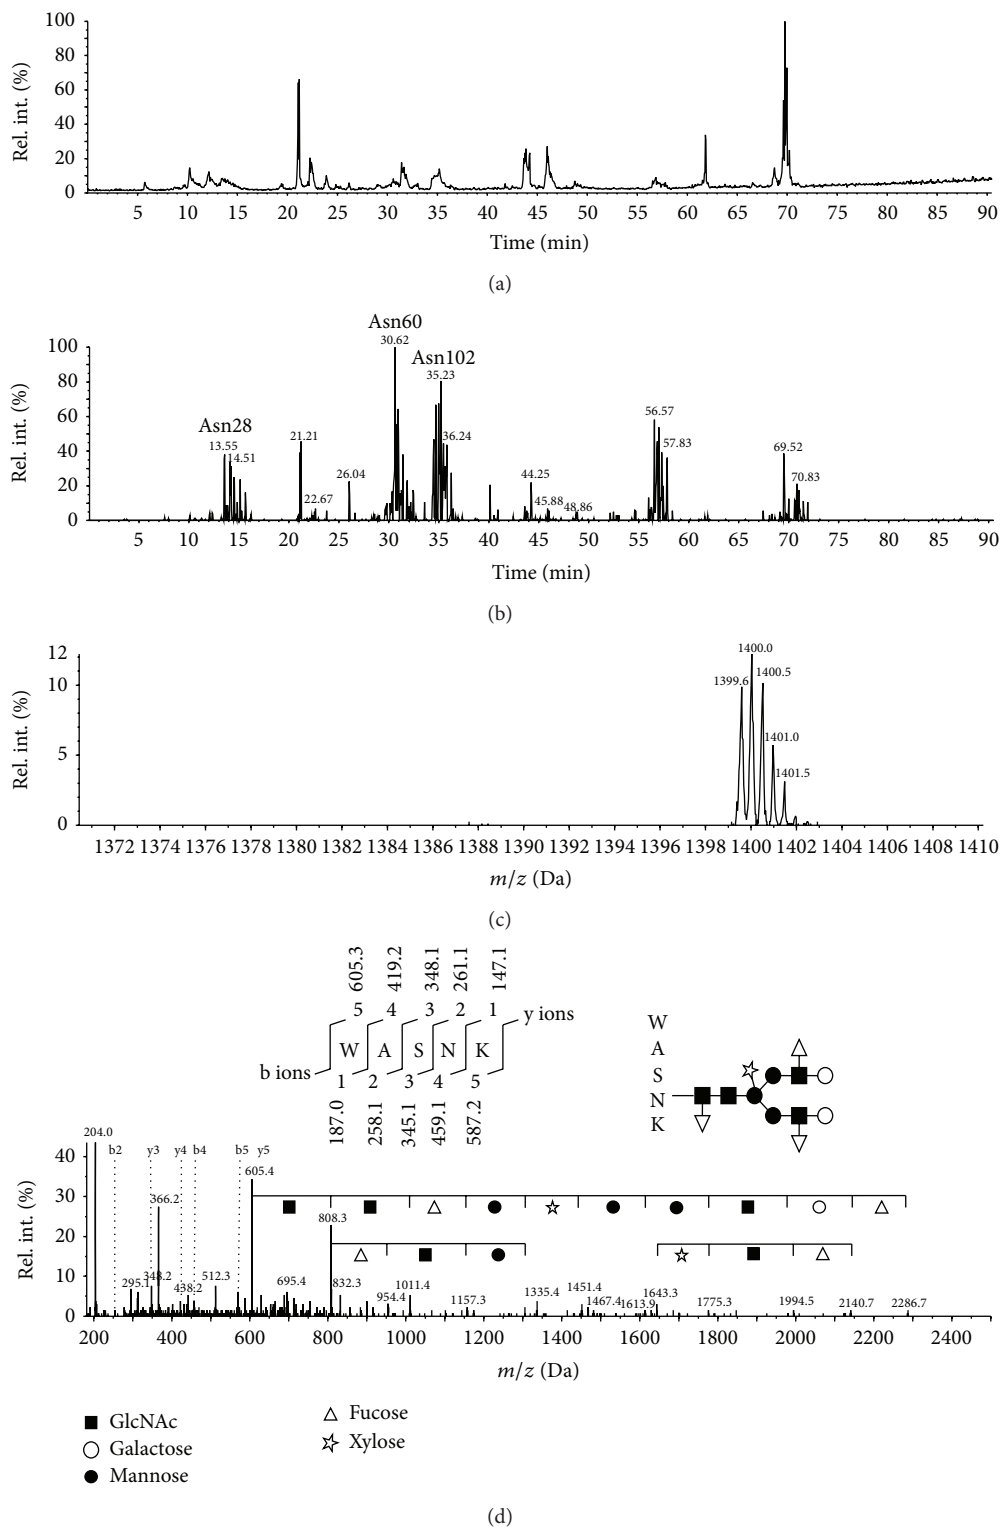 100
80
60
40
20
0
Rel. int. (%)
5 10 15 20 25 30 35 40 45 50 55 60 65 70 75 80 85 90
Time (min)
(a)
Asn60
30.62
Asn102
35.23
Asn28
13.55
14.51
21.21
22.67
26.04
36.24
44.25
45.88
48.86
56.57
57.83
69.52
70.83
100
80
60
40
20
0
Rel. int. (%)
5 10 15 20 25 30 35 40 45 50 55 60 65 70 75 80 85 90
Time (min)
(b)
12
10
5
0
Rel. int. (%)
1399.6
1400.0
1400.5
1401.0
1401.5
1372 1374 1376 1378 1380 1382 1384 1386 1388 1390 1392 1394 1396 1398 1400 1402 1404 1406 1408 1410
m/z (Da)
(c)
605.3 419.2 348.1 261.1 147.1
5 4 3 2 1
y ions
W A S N K
b ions
1 2 3 4 5
187.0 258.1 345.1 459.1 587.2
W
A
S
N
K
204.0
b2 y3 y4 b4 b5 y5
40
30
20
10
0
Rel. int. (%)
295.1
348.2
366.2
438.2
512.3
605.4
695.4
808.3
832.3
954.4
1011.4
1157.3
1335.4
1451.4
1467.4
1613.9
1643.3
1775.3
1994.5
2140.7
2286.7
200 400 600 800 1000 1200 1400 1600 1800 2000 2200 2400
m/z (Da)
GlcNAc
Galactose
Mannose
Fucose
Xylose
(d)